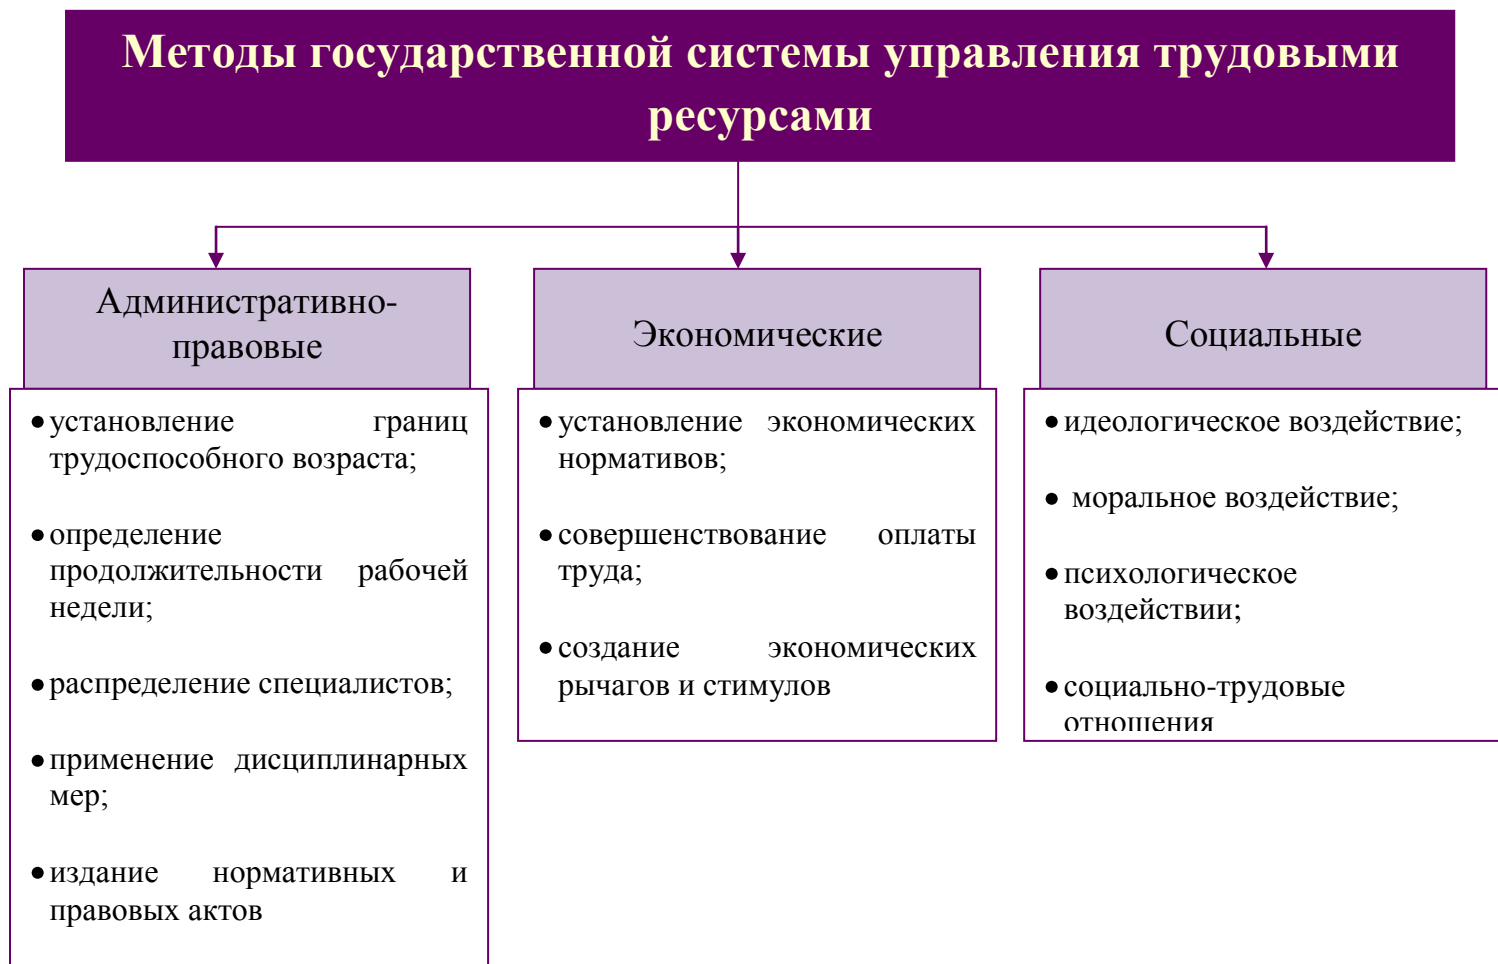 Методы государственной системы управления трудовыми
ресурсами
Административно-
правовые
• установление границ
трудоспособного возраста;
• определение
продолжительности рабочей
недели;
• распределение специалистов;
• применение дисциплинарных
мер;
• издание нормативных и
правовых актов
Экономические
• установление экономических
нормативов;
• совершенствование оплаты
труда;
• создание экономических
рычагов и стимулов
Социальные
• идеологическое воздействие;
• моральное воздействие;
• психологическое
воздействии;
• социально-трудовые
отношения